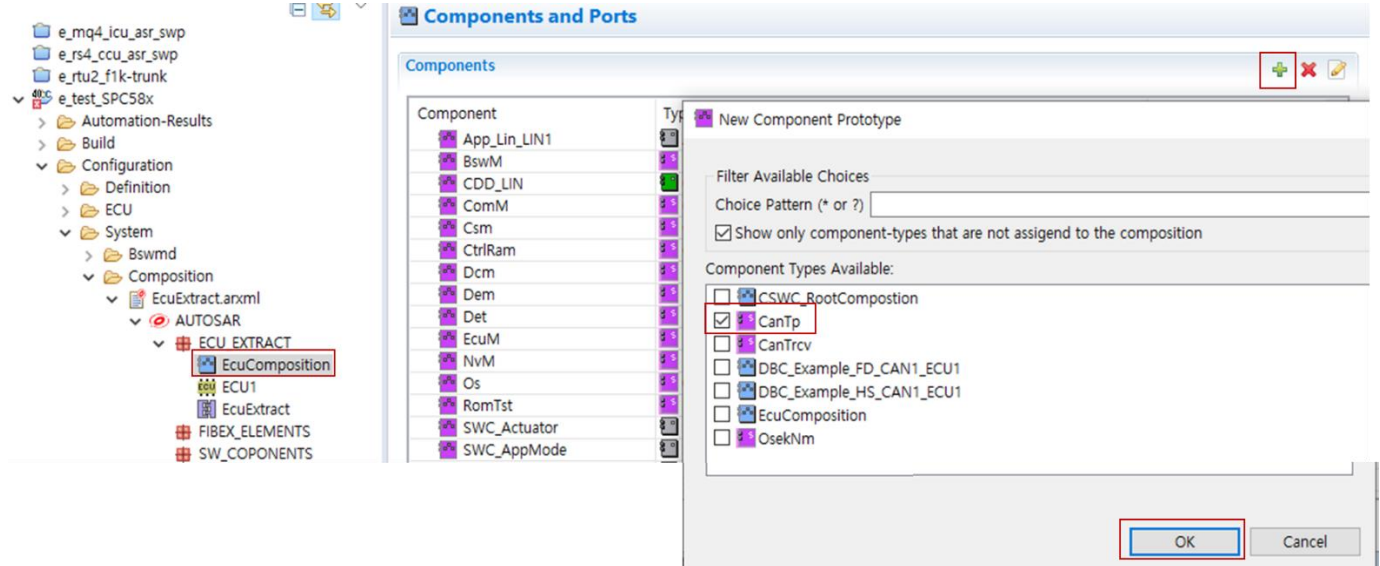 e_mq4_icu_asr_swp
e_rs4_ccu_asr_swp
e_rtu2_f1k-trunk
e_test_SPC58x
Automation-Results
Build
Configuration
Definition
ECU
System
Bswmd
Composition
EcuExtract.arxml
AUTOSAR
ECU_EXTRACT
EcuComposition
ECU1
EcuExtract
FIBEX_ELEMENTS
SW_COPONENTS
Components and Ports
Components
Component
App_Lin_LIN1
BswM
CDD_LIN
ComM
Csm
CtrlRam
Dcm
Dem
Det
EcuM
NvM
Os
RomTst
SWC_Actuator
SWC_AppMode
New Component Prototype
Filter Available Choices
Choice Pattern (* or ?)
Show only component-types that are not assigend to the composition
Component Types Available:
CSWC_RootCompostion
CanTp
CanTrcv
DBC_Example_FD_CAN1_ECU1
DBC_Example_HS_CAN1_ECU1
EcuComposition
OsekNm
OK Cancel